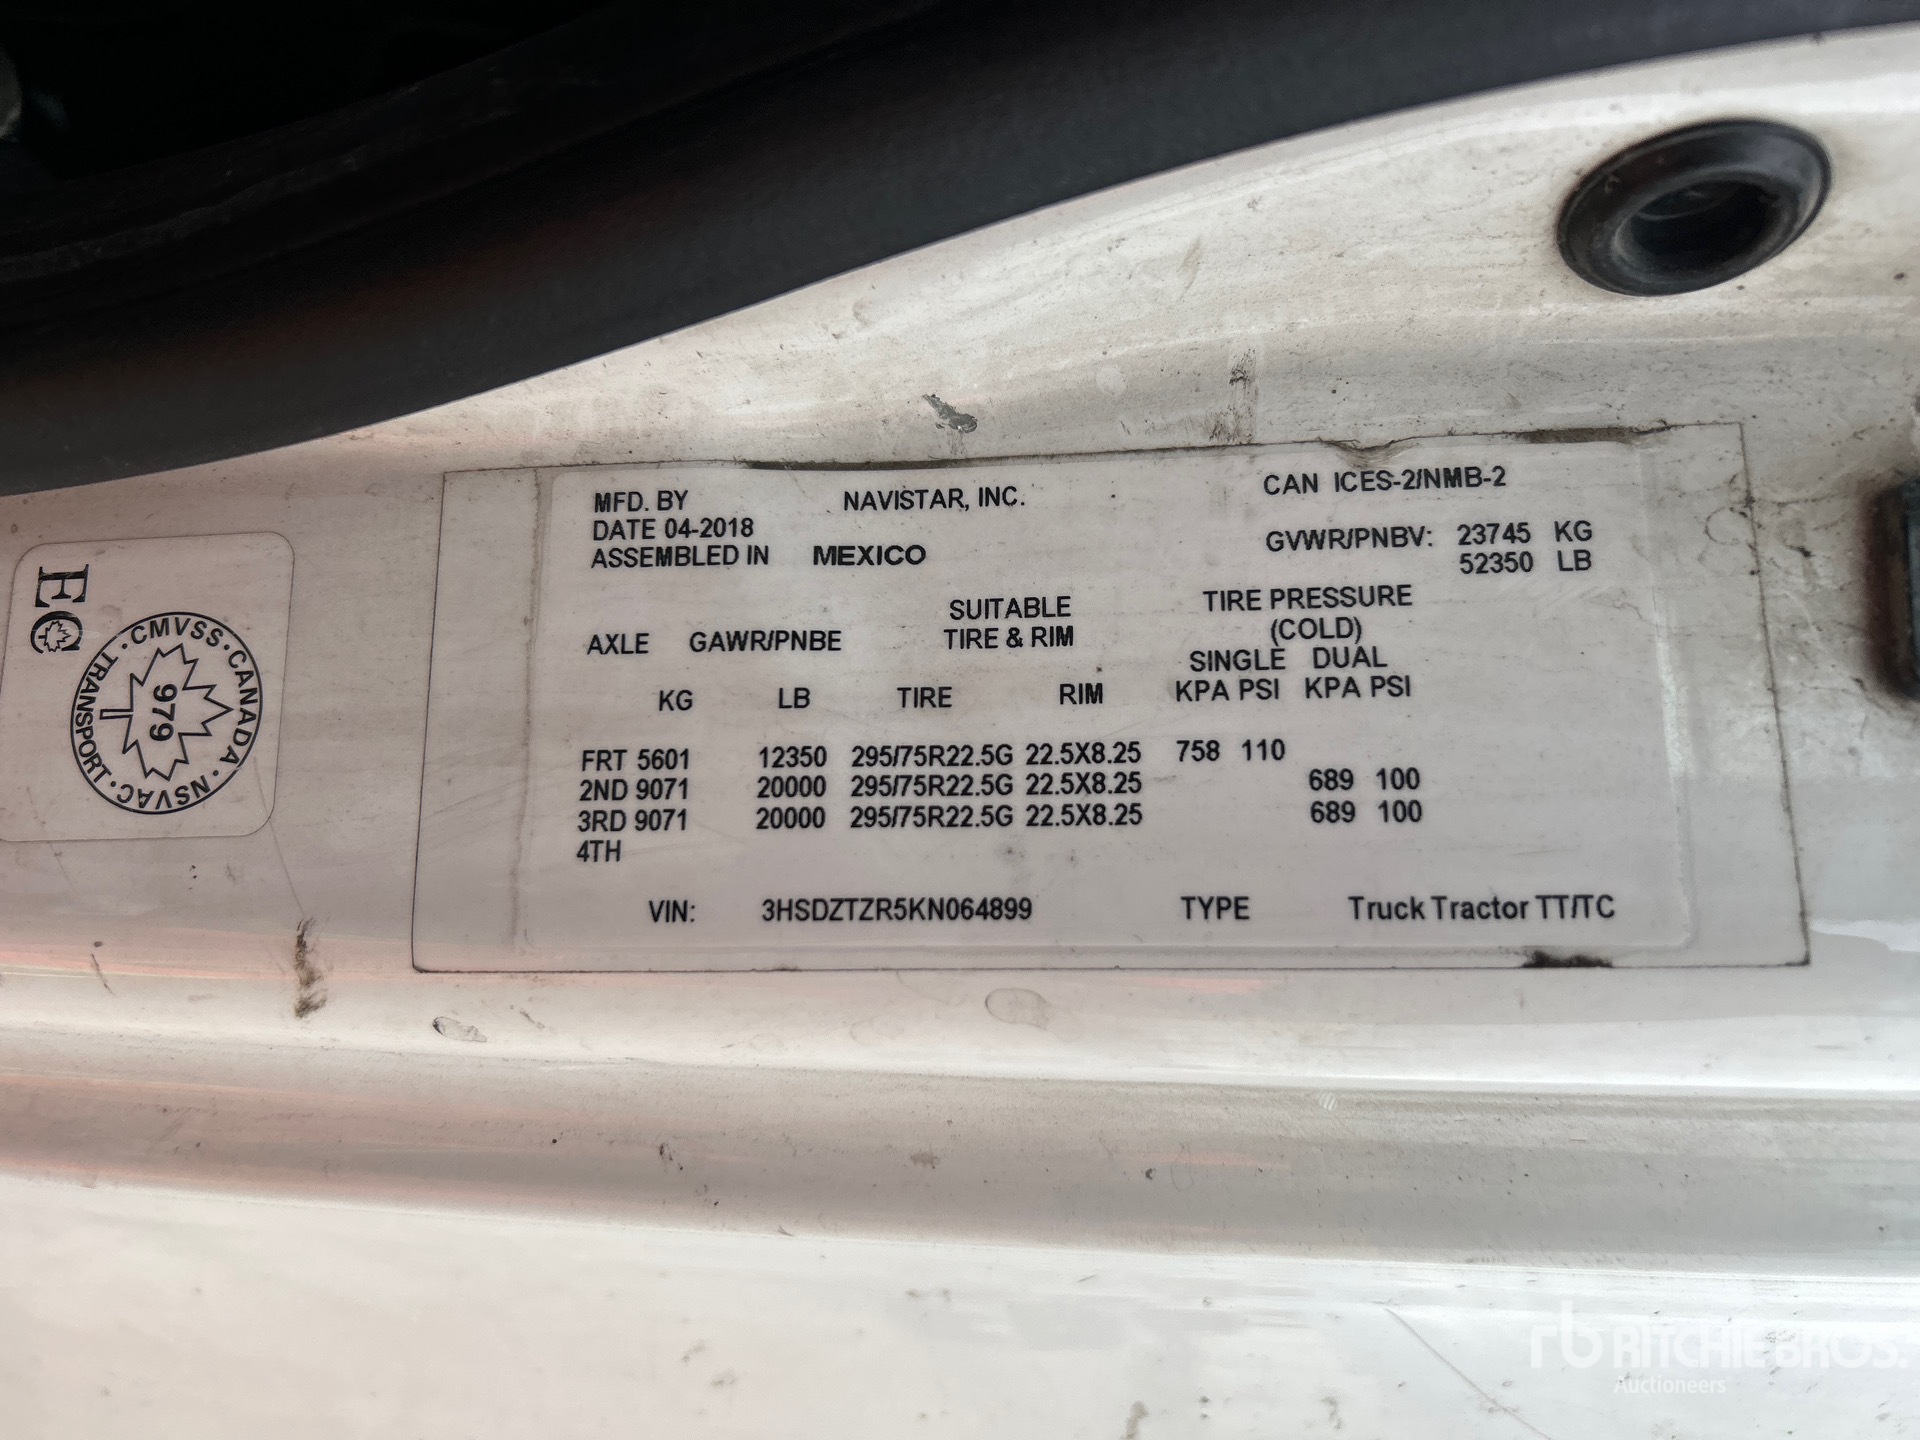 MFD. BY NAVISTAR, INC. CAN ICES-2/NMB-2
DATE 04-2018
ASSEMBLED IN MEXICO
GVWR/PNBV: 23745 KG
52350 LB
AXLE GAWR/PNBE SUITABLE TIRE & RIM TIRE PRESSURE (COLD)
SINGLE DUAL
KG LB TIRE RIM KPA PSI KPA PSI
FRT 5601 12350 295/75R22.5G 22.5X8.25 758 110
2ND 9071 20000 295/75R22.5G 22.5X8.25 689 100
3RD 9071 20000 295/75R22.5G 22.5X8.25 689 100
4TH
VIN: 3HSDZTZR5KN064899 TYPE Truck Tractor TT/TC
EC
TRANSPORT · CMVSS · CANADA · NSVAC ·
979
rb RITCHIE BROS.
Auctioneers